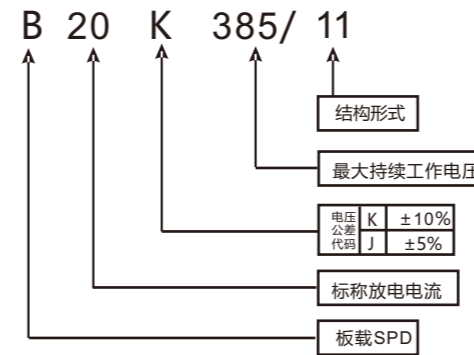 B 20 K 385/ 11
结构形式
最大持续工作电压
电压公差代码
K ±10%
J ±5%
标称放电电流
板载SPD